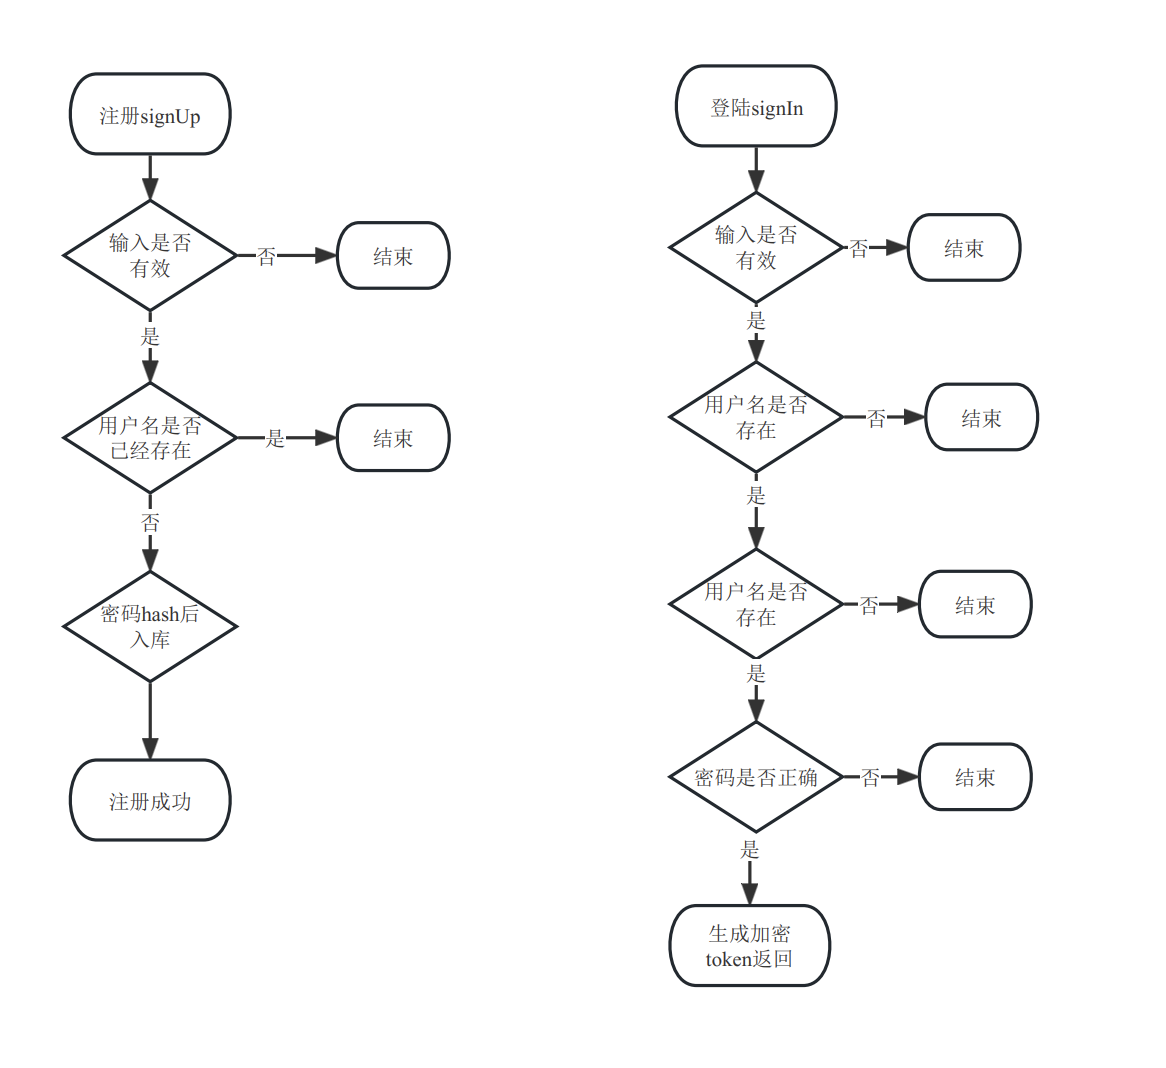 注册signUp
输入是否
有效
否
结束
是
用户名是否
已经存在
是
结束
否
密码hash后
入库
注册成功
登陆signIn
输入是否
有效
否
结束
是
用户名是否
存在
否
结束
是
用户名是否
存在
否
结束
是
密码是否正确
否
结束
是
生成加密
token返回